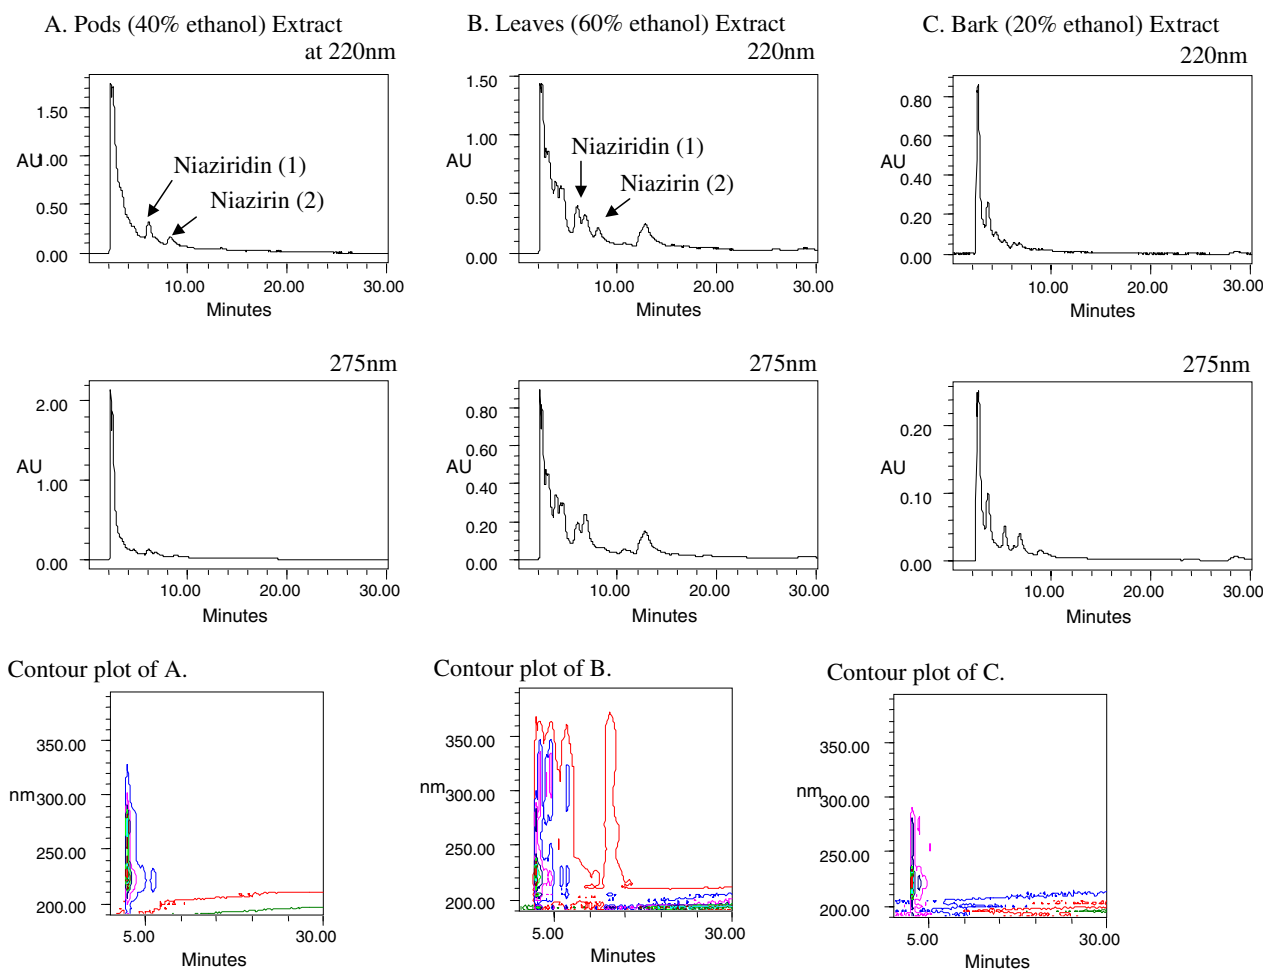 A. Pods (40% ethanol) Extract
at 220nm
1.50
AU
1.00
0.50
0.00
Niaziridin (1)
Niazirin (2)
10.00 20.00 30.00
Minutes
B. Leaves (60% ethanol) Extract
220nm
1.50
1.00
AU
0.50
0.00
Niaziridin (1)
Niazirin (2)
10.00 20.00 30.00
Minutes
C. Bark (20% ethanol) Extract
220nm
0.80
0.60
AU
0.40
0.20
0.00
10.00 20.00 30.00
Minutes
275nm
2.00
AU
1.00
0.00
10.00 20.00 30.00
Minutes
275nm
0.80
0.60
AU
0.40
0.20
0.00
10.00 20.00 30.00
Minutes
275nm
0.20
AU
0.10
0.00
10.00 20.00 30.00
Minutes
Contour plot of A.
350.00
nm
300.00
250.00
200.00
5.00 30.00
Minutes
Contour plot of B.
350.00
nm
300.00
250.00
200.00
5.00 30.00
Minutes
Contour plot of C.
350.00
nm
300.00
250.00
200.00
5.00 30.00
Minutes